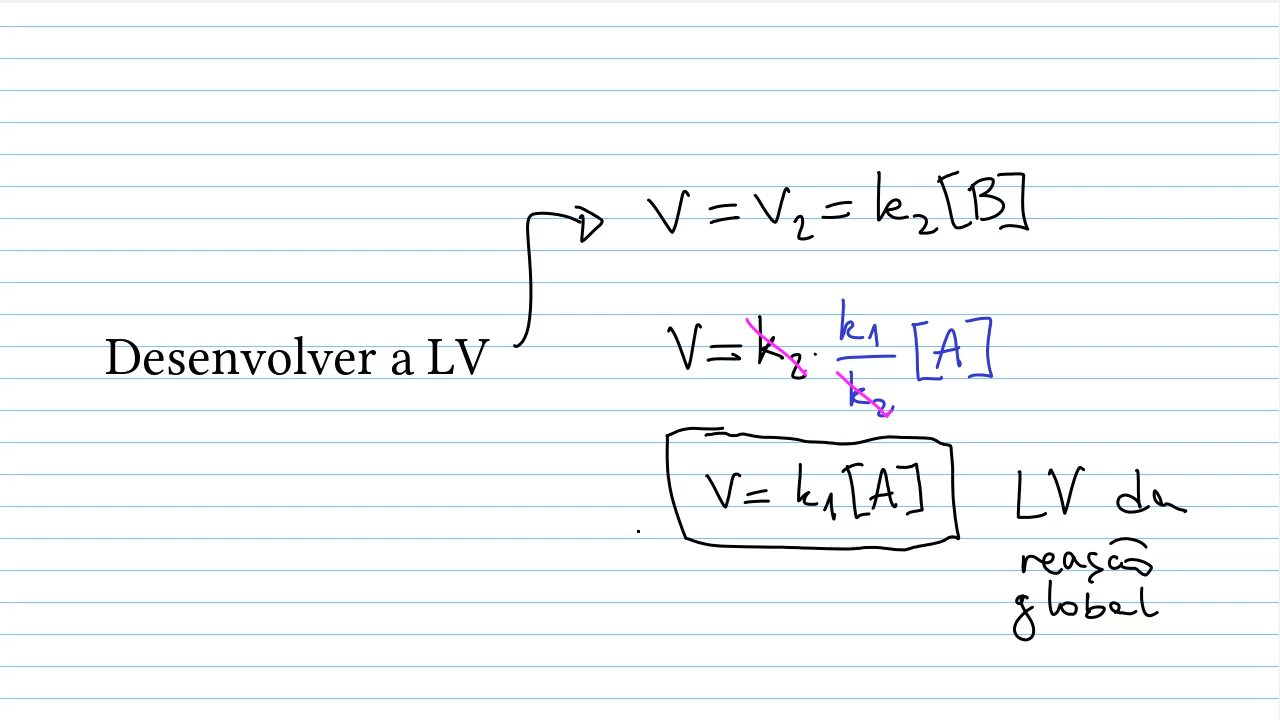 V = V₂ = k₂[B]
Desenvolver a LV
V = k₂ · k₁/k₂ [A]
V = k₁[A] LV da
reação
global